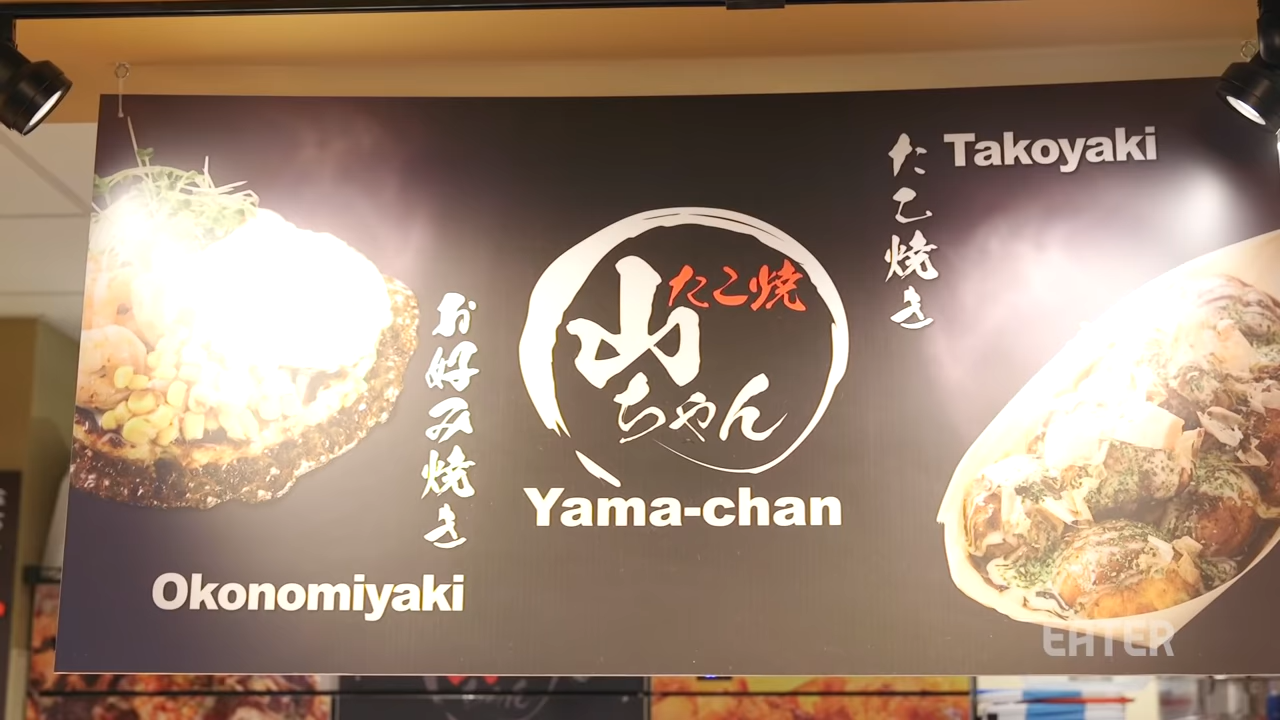 お好み焼き
Okonomiyaki
たこ焼
山
ちゃん
Yama-chan
たこ焼き
Takoyaki
EATER